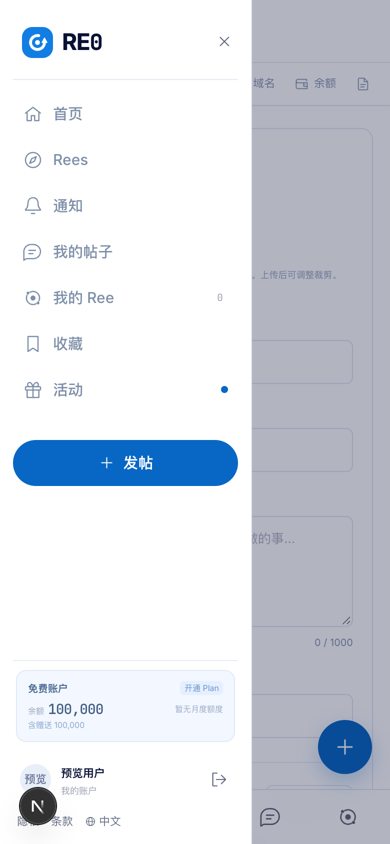 RE0
首页
Rees
通知
我的帖子
我的 Ree
0
收藏
活动
发帖
免费账户
开通 Plan
余额 100,000
暂无月度额度
含赠送 100,000
预览
预览用户
我的账户
N
条款
中文
域名
余额
。上传后可调整裁剪。
的事...
0 / 1000